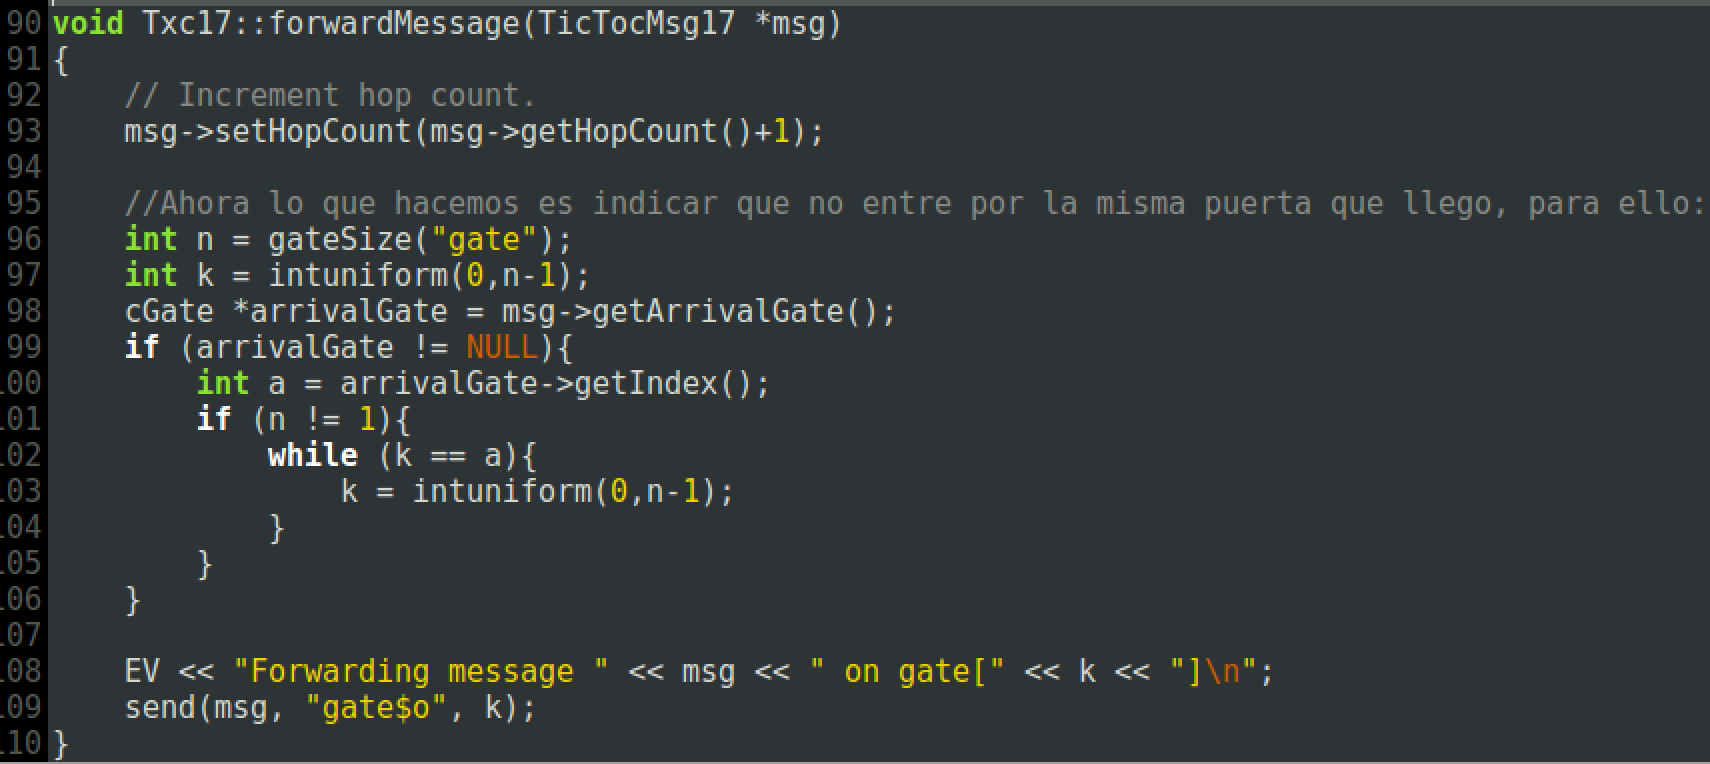 90 void Txc17::forwardMessage(TicTocMsg17 *msg)
91 {
92     // Increment hop count.
93     msg->setHopCount(msg->getHopCount()+1);
94
95     //Ahora lo que hacemos es indicar que no entre por la misma puerta que llego, para ello:
96     int n = gateSize("gate");
97     int k = intuniform(0,n-1);
98     cGate *arrivalGate = msg->getArrivalGate();
99     if (arrivalGate != NULL){
100         int a = arrivalGate->getIndex();
101         if (n != 1){
102             while (k == a){
103                 k = intuniform(0,n-1);
104             }
105         }
106     }
107
108     EV << "Forwarding message " << msg << " on gate[" << k << "]\n";
109     send(msg, "gate$o", k);
110 }